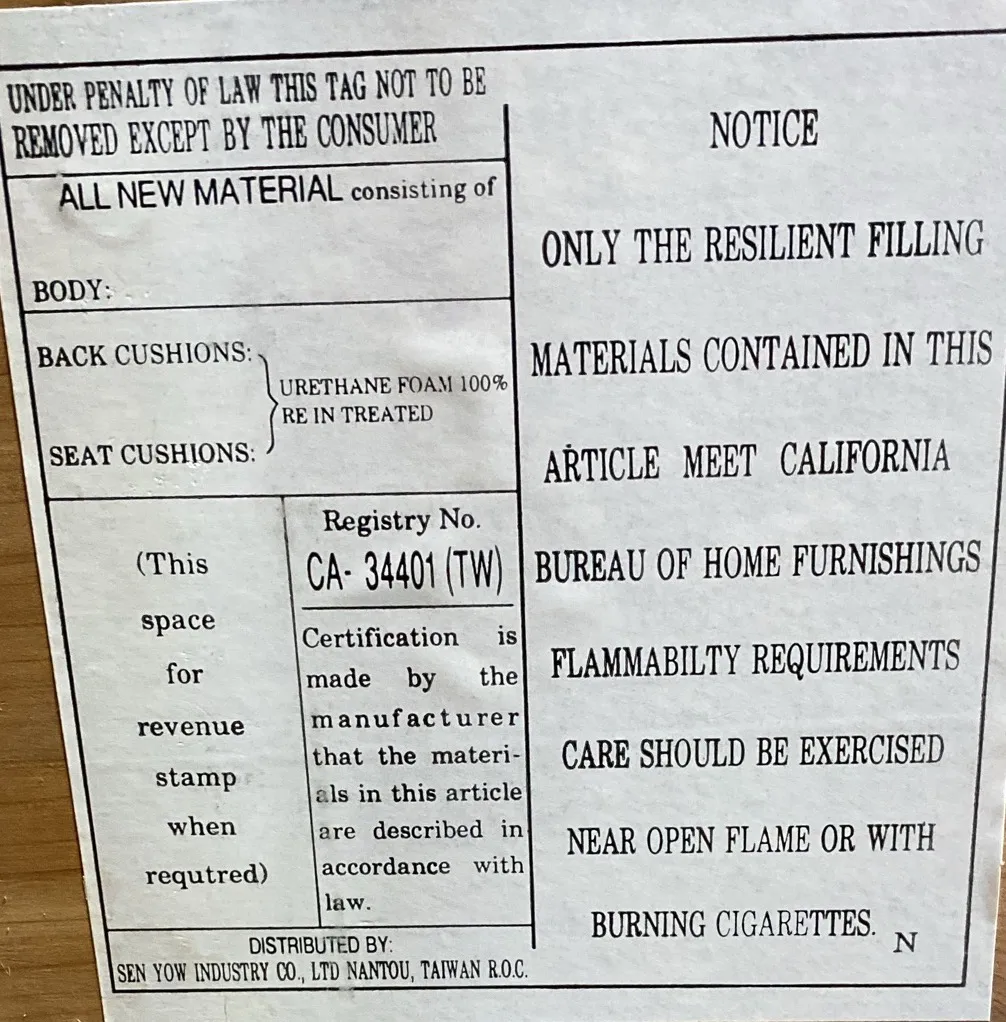 UNDER PENALTY OF LAW THIS TAG NOT TO BE
REMOVED EXCEPT BY THE CONSUMER
ALL NEW MATERIAL consisting of
BODY:
BACK CUSHIONS:
URETHANE FOAM 100%
RE IN TREATED
SEAT CUSHIONS:
(This
space
for
revenue
stamp
when
requtred)
Registry No.
CA- 34401 (TW)
Certification is
made by the
manufacturer
that the materi-
als in this article
are described in
accordance with
law.
DISTRIBUTED BY:
SEN YOW INDUSTRY CO., LTD NANTOU, TAIWAN R.O.C.
NOTICE
ONLY THE RESILIENT FILLING
MATERIALS CONTAINED IN THIS
ARTICLE MEET CALIFORNIA
BUREAU OF HOME FURNISHINGS
FLAMMABILTY REQUIREMENTS
CARE SHOULD BE EXERCISED
NEAR OPEN FLAME OR WITH
BURNING CIGARETTES.
N